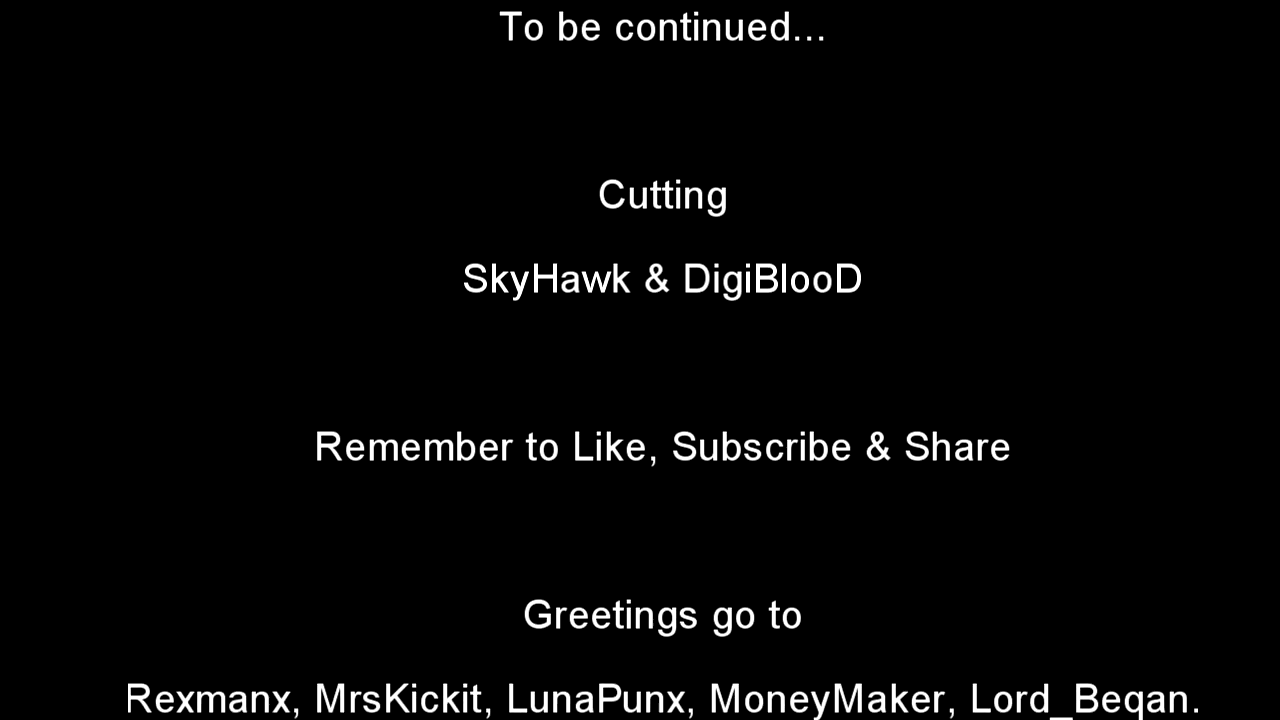 To be continued...
Cutting
SkyHawk & DigiBlooD
Remember to Like, Subscribe & Share
Greetings go to
Rexmanx, MrsKickit, LunaPunx, MoneyMaker, Lord_Beqan.